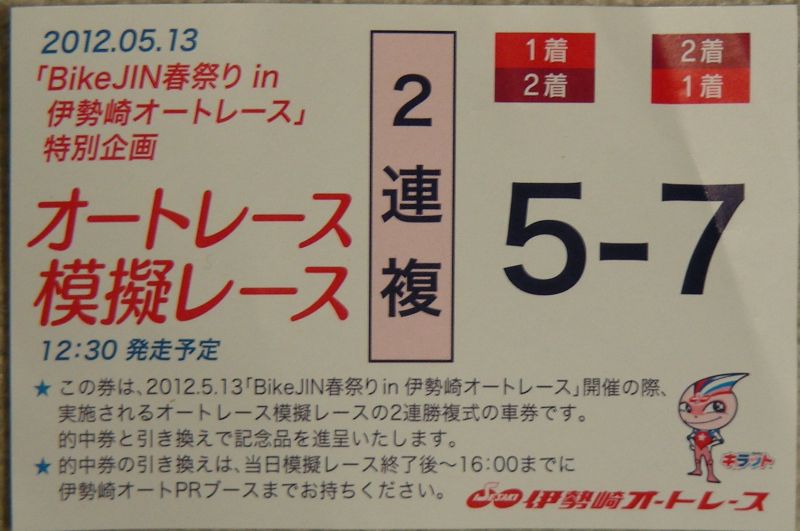 2012.05.13
「BikeJIN春祭り in
伊勢崎オートレース」
特別企画
オートレース
模擬レース
12:30 発走予定
2連複
1着
2着
2着
1着
5-7
★ この券は、2012.5.13「BikeJIN春祭り in 伊勢崎オートレース」開催の際、
実施されるオートレース模擬レースの2連勝複式の車券です。
的中券と引き換えで記念品を進呈いたします。
★ 的中券の引き換えは、当日模擬レース終了後〜16:00までに
伊勢崎オートPRブースまでお持ちください。
キラット
伊勢崎オートレース